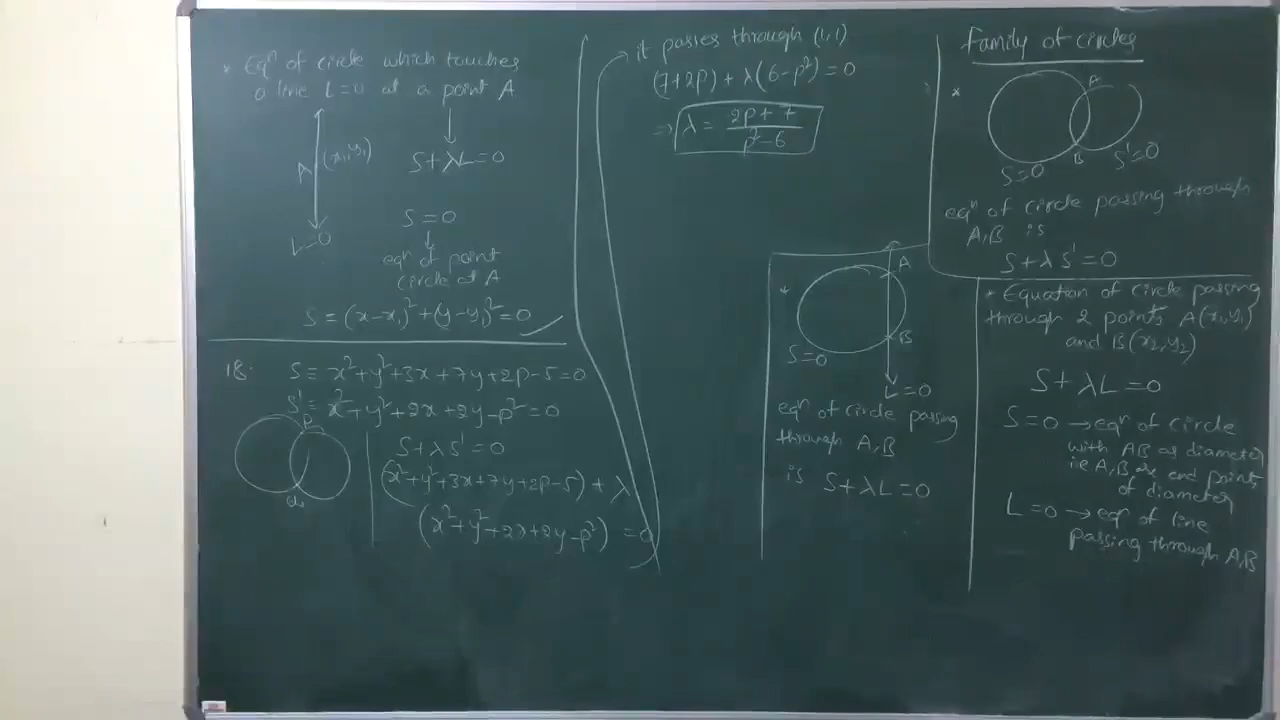 * Eqⁿ of circle which touches
a line L=0 at a point A
A (x₁,y₁)
L=0
S+λL=0
S=0
eqⁿ of point
circle at A
S=(x-x₁)²+(y-y₁)²=0
18. S≡x²+y²+3x+7y+2p-5=0
S'≡x²+y²+2x+2y-p²=0
P
Q
S+λS'=0
(x²+y²+3x+7y+2p-5)+λ
(x²+y²+2x+2y-p²)=0
it passes through (1,1)
(7+2p)+λ(6-p²)=0
⇒ λ = (2p+7)/(p²-6)
Family of circles
*
A
B
S=0
S'=0
eqⁿ of circle passing through
A,B is
S+λS'=0
*
A
B
S=0
L=0
eqⁿ of circle passing
through A,B
is S+λL=0
* Equation of circle passing
through 2 points A(x₁,y₁)
and B(x₂,y₂)
S+λL=0
S=0 → eqⁿ of circle
with AB as diameter
ie A,B are end points
of diameter
L=0 → eqⁿ of line
passing through A,B